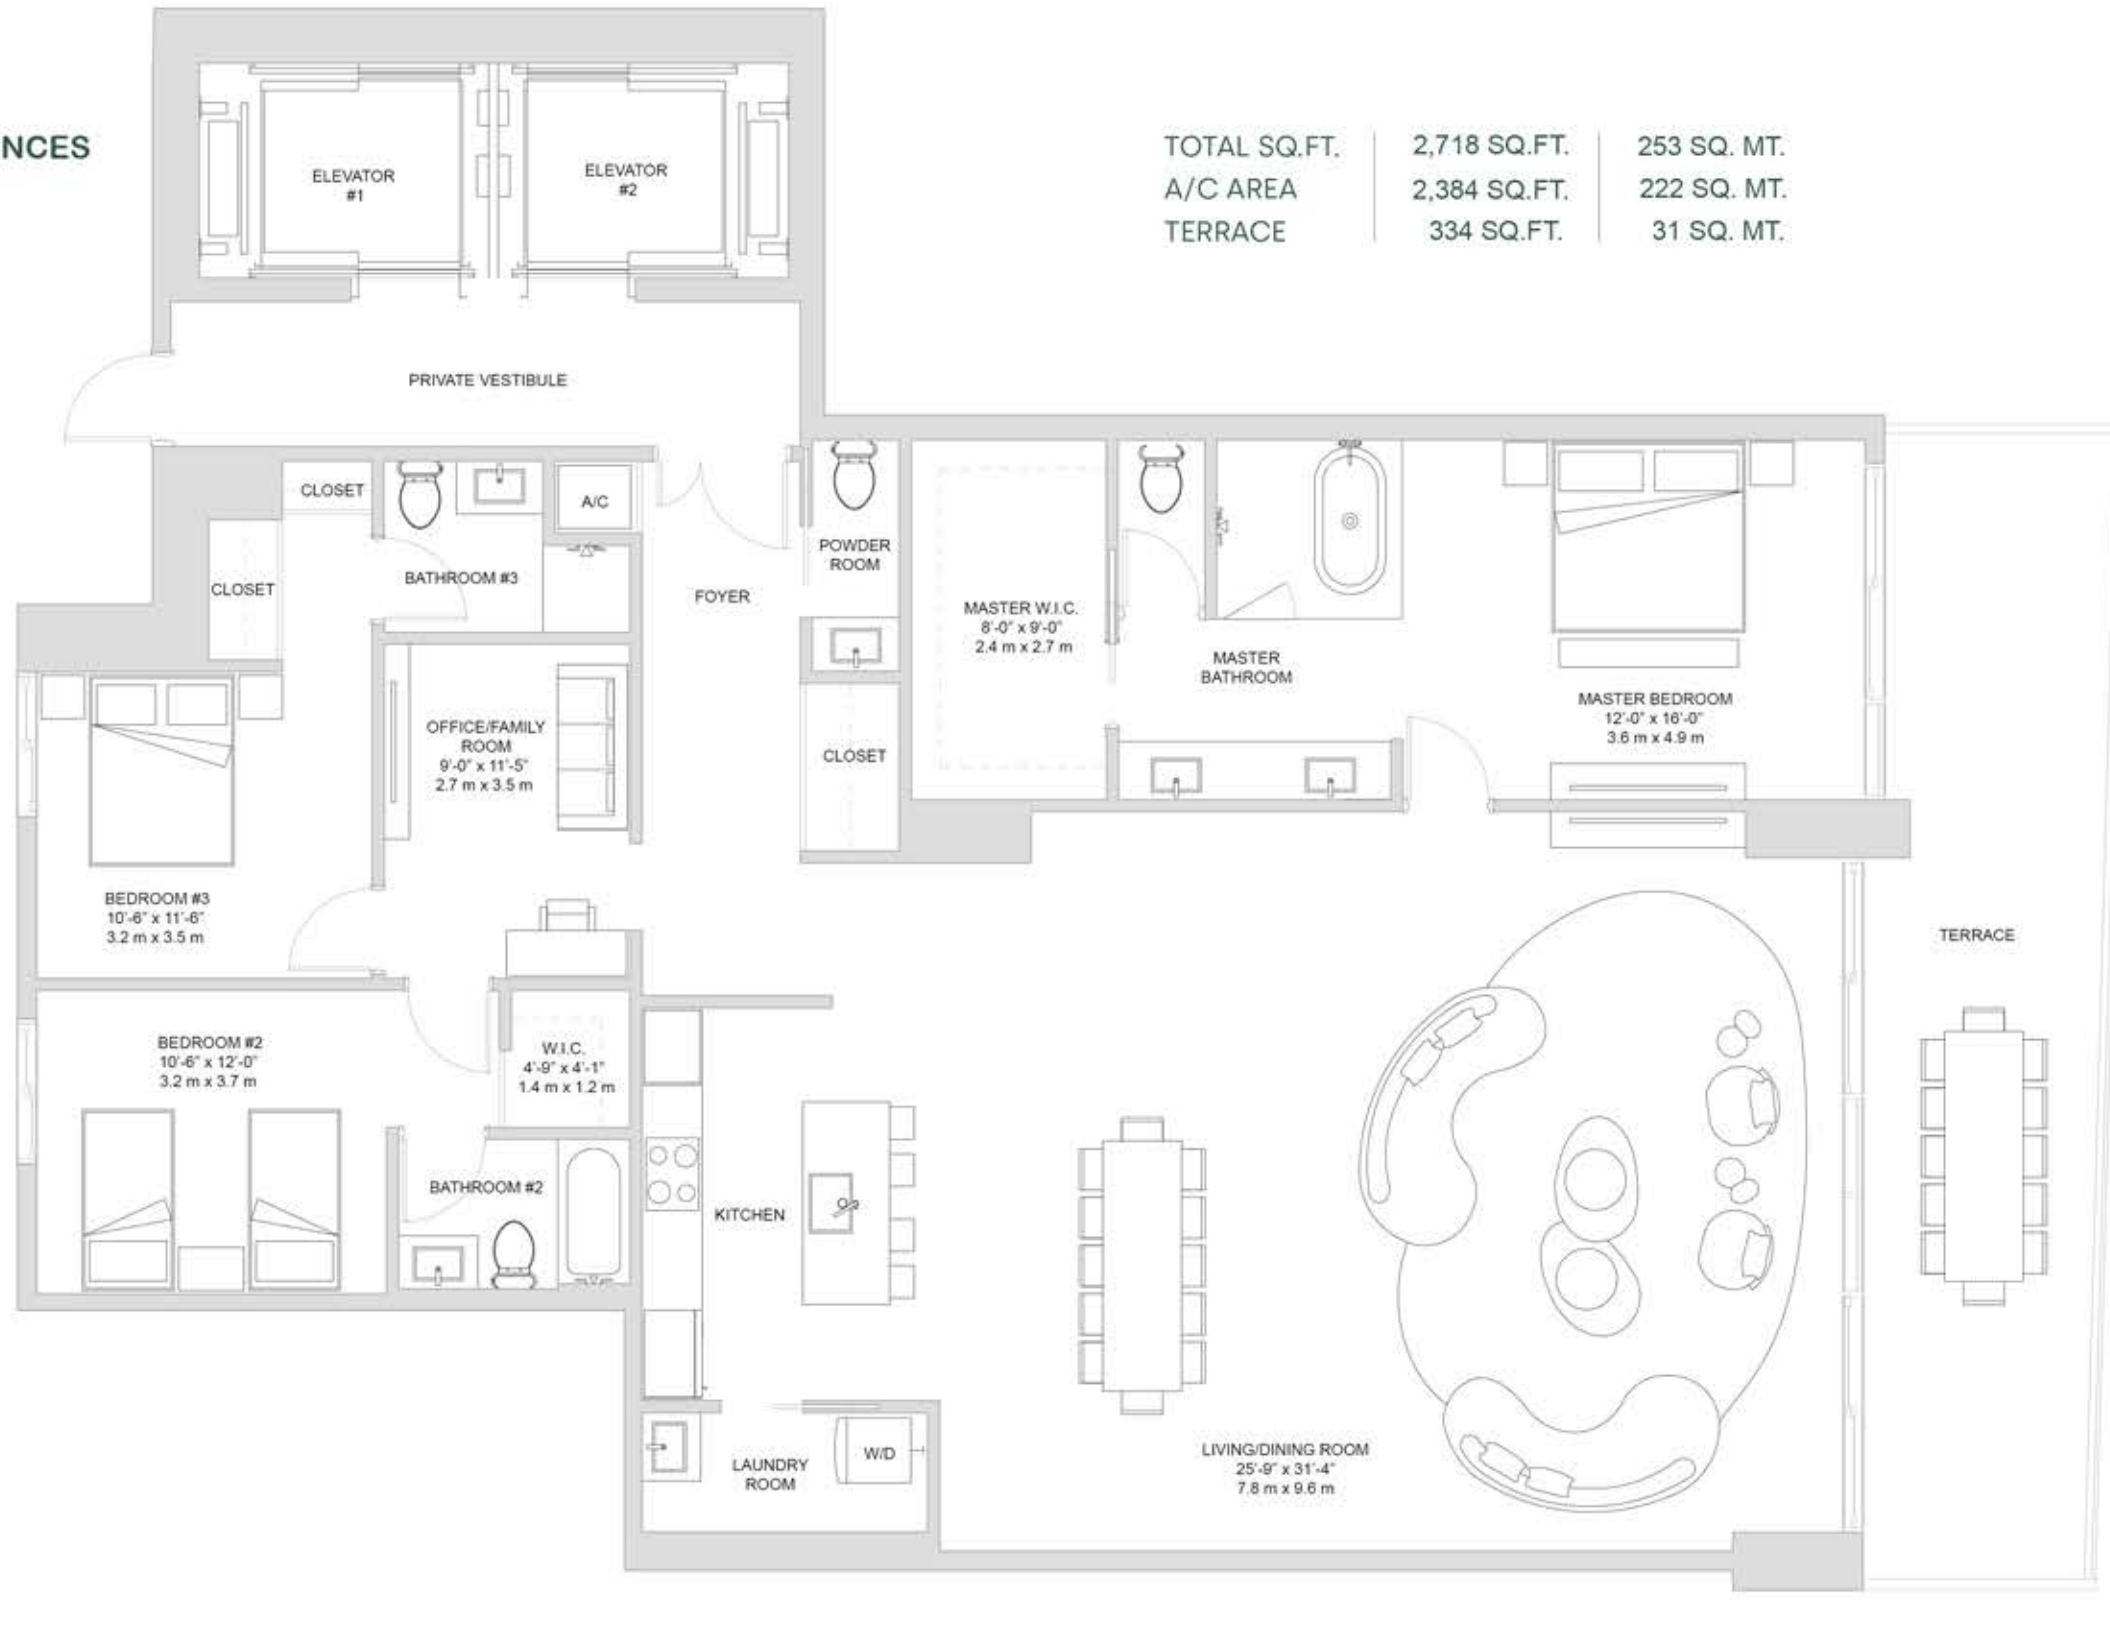 NCES
TOTAL SQ.FT. 2,718 SQ.FT. 253 SQ. MT.
A/C AREA 2,384 SQ.FT. 222 SQ. MT.
TERRACE 334 SQ.FT. 31 SQ. MT.
ELEVATOR
#1
ELEVATOR
#2
PRIVATE VESTIBULE
CLOSET
A/C
CLOSET
BATHROOM #3
FOYER
POWDER
ROOM
MASTER W.I.C.
8'-0" x 9'-0"
2.4 m x 2.7 m
MASTER
BATHROOM
MASTER BEDROOM
12'-0" x 16'-0"
3.6 m x 4.9 m
OFFICE/FAMILY
ROOM
9'-0" x 11'-5"
2.7 m x 3.5 m
CLOSET
BEDROOM #3
10'-6" x 11'-6"
3.2 m x 3.5 m
TERRACE
BEDROOM #2
10'-6" x 12'-0"
3.2 m x 3.7 m
W.I.C.
4'-9" x 4'-1"
1.4 m x 1.2 m
BATHROOM #2
KITCHEN
LAUNDRY
ROOM
W/D
LIVING/DINING ROOM
25'-9" x 31'-4"
7.8 m x 9.6 m